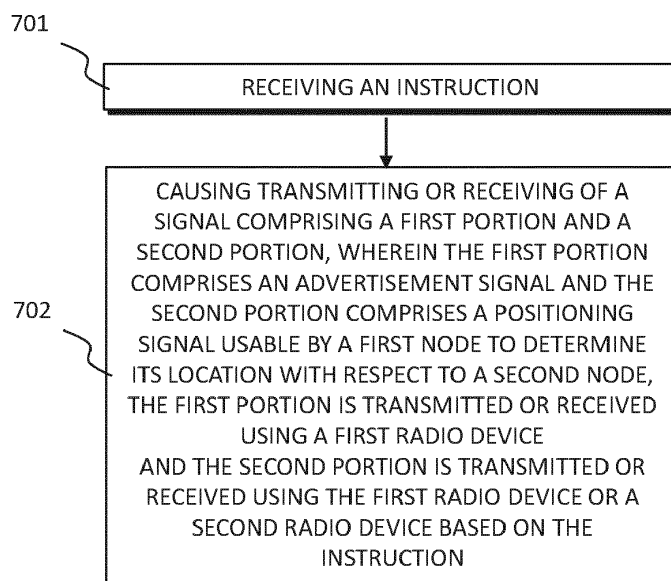 701
RECEIVING AN INSTRUCTION
702
CAUSING TRANSMITTING OR RECEIVING OF A
SIGNAL COMPRISING A FIRST PORTION AND A
SECOND PORTION, WHEREIN THE FIRST PORTION
COMPRISES AN ADVERTISEMENT SIGNAL AND THE
SECOND PORTION COMPRISES A POSITIONING
SIGNAL USABLE BY A FIRST NODE TO DETERMINE
ITS LOCATION WITH RESPECT TO A SECOND NODE,
THE FIRST PORTION IS TRANSMITTED OR RECEIVED
USING A FIRST RADIO DEVICE
AND THE SECOND PORTION IS TRANSMITTED OR
RECEIVED USING THE FIRST RADIO DEVICE OR A
SECOND RADIO DEVICE BASED ON THE
INSTRUCTION